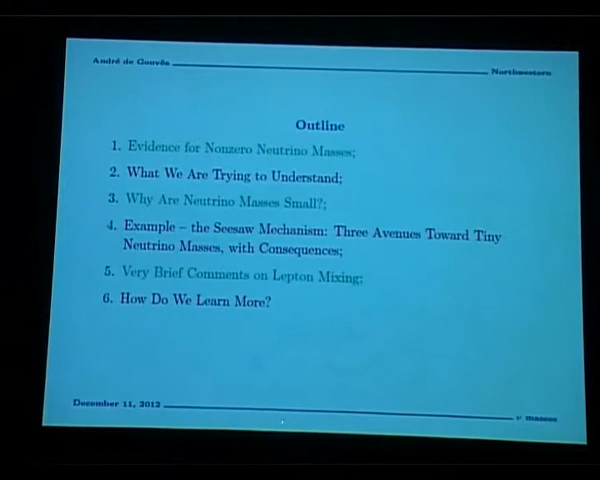 André de Gouvêa
Northwestern
Outline
1. Evidence for Nonzero Neutrino Masses;
2. What We Are Trying to Understand;
3. Why Are Neutrino Masses Small?;
4. Example – the Seesaw Mechanism: Three Avenues Toward Tiny
Neutrino Masses, with Consequences;
5. Very Brief Comments on Lepton Mixing;
6. How Do We Learn More?
December 11, 2012
ν masses